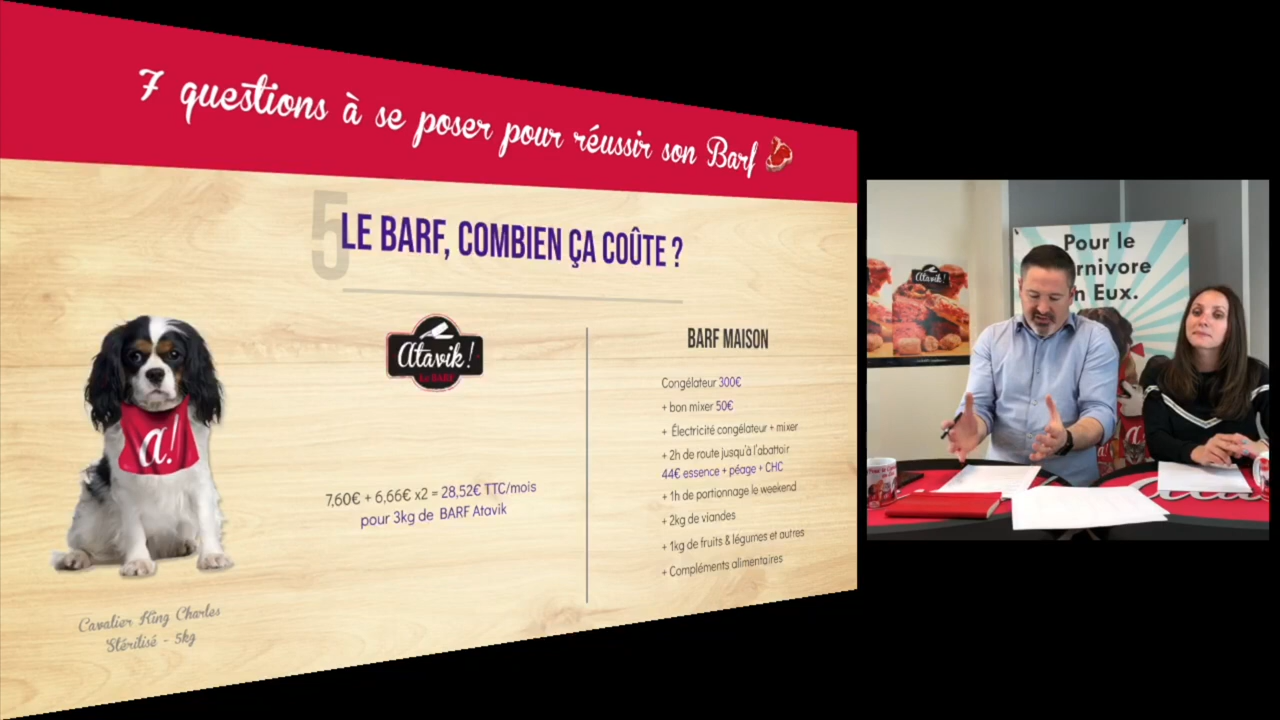 7 questions à se poser pour réussir son Barf
5
LE BARF, COMBIEN ÇA COÛTE ?
Atavik!
Le BARF
7,60€ + 6,66€ x2 = 28,52€ TTC/mois
pour 3kg de BARF Atavik
BARF MAISON
Congélateur 300€
+ bon mixer 50€
+ Électricité congélateur + mixer
+ 2h de route jusqu'à l'abattoir
44€ essence + péage + CHC
+ 1h de portionnage le weekend
+ 2kg de viandes
+ 1kg de fruits & légumes et autres
+ Compléments alimentaires
a!
Cavalier King Charles
Stérilisé - 5kg
Atavik!
Pour le
rnivore
n Eux.
a!